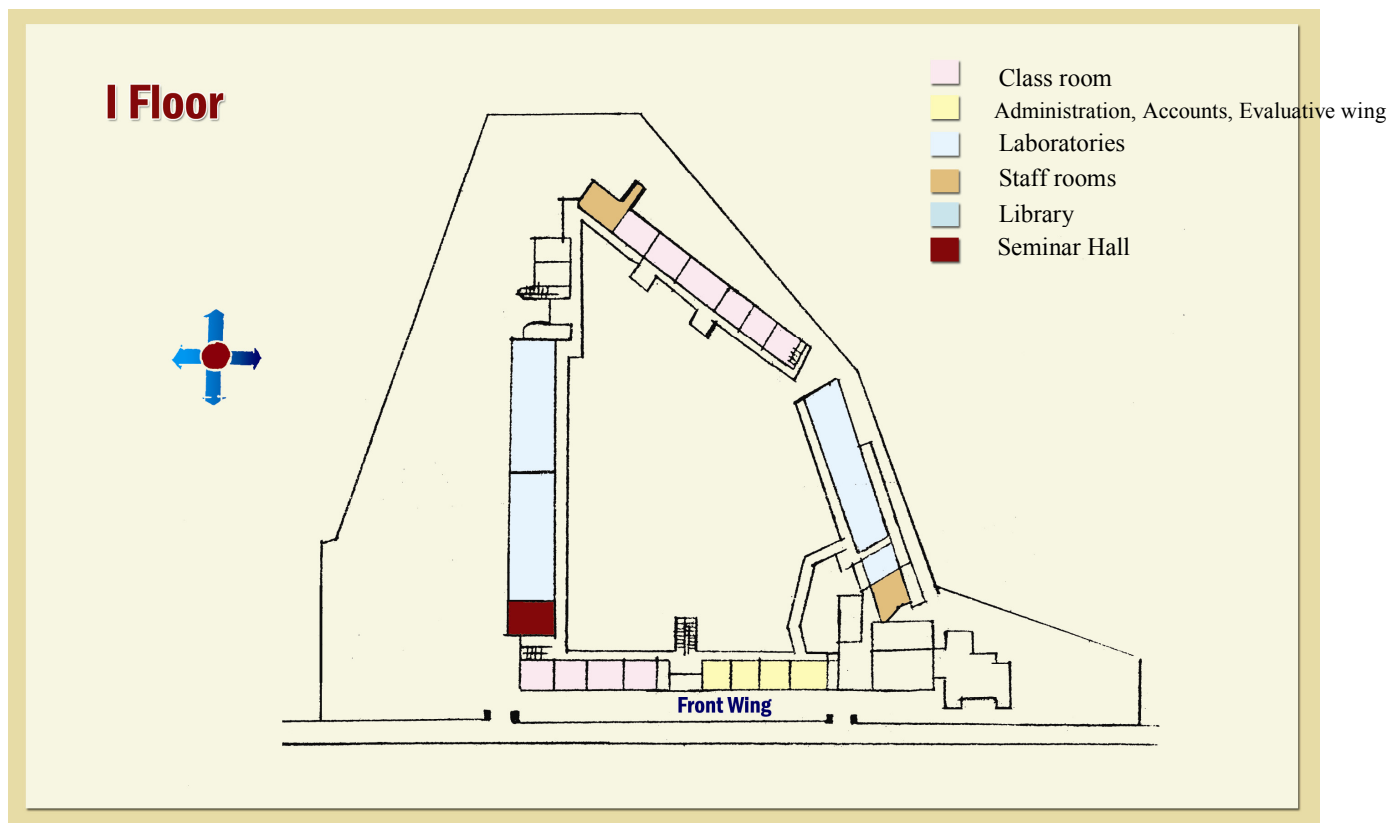 I Floor
Class room
Administration, Accounts, Evaluative wing
Laboratories
Staff rooms
Library
Seminar Hall
Front Wing